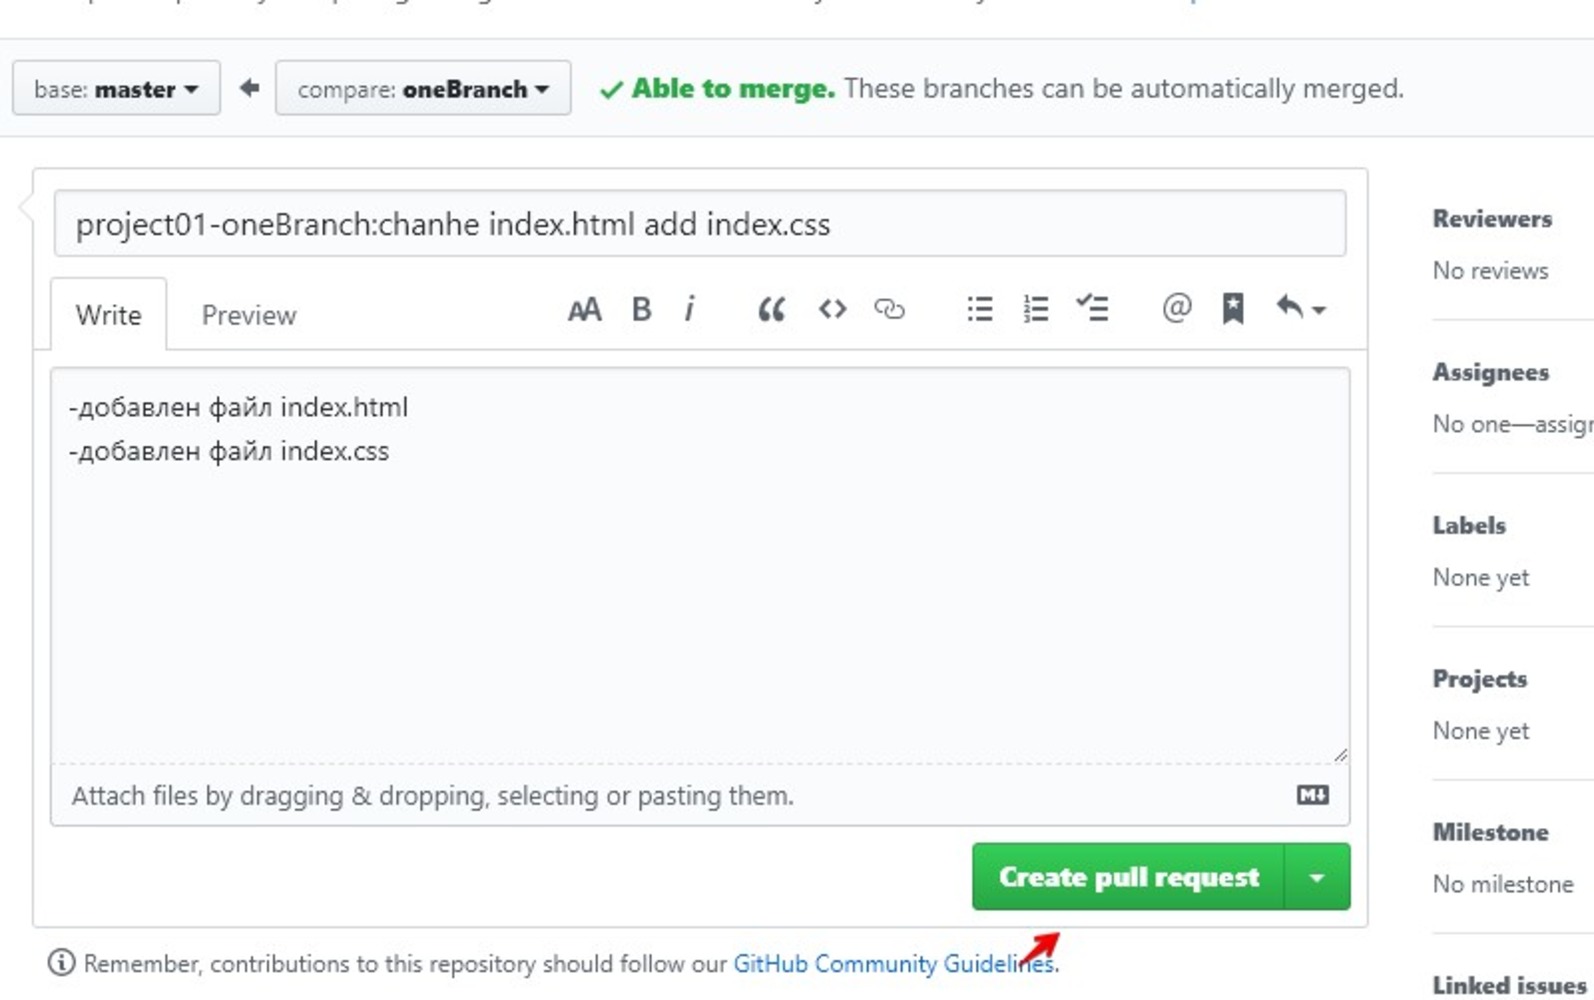 base: master compare: oneBranch Able to merge. These branches can be automatically merged.
project01-oneBranch:chanhe index.html add index.css
Write Preview AA B i @
-добавлен файл index.html
-добавлен файл index.css
Attach files by dragging & dropping, selecting or pasting them.
Create pull request
Remember, contributions to this repository should follow our GitHub Community Guidelines.
Reviewers
No reviews
Assignees
No one—assign
Labels
None yet
Projects
None yet
Milestone
No milestone
Linked issues